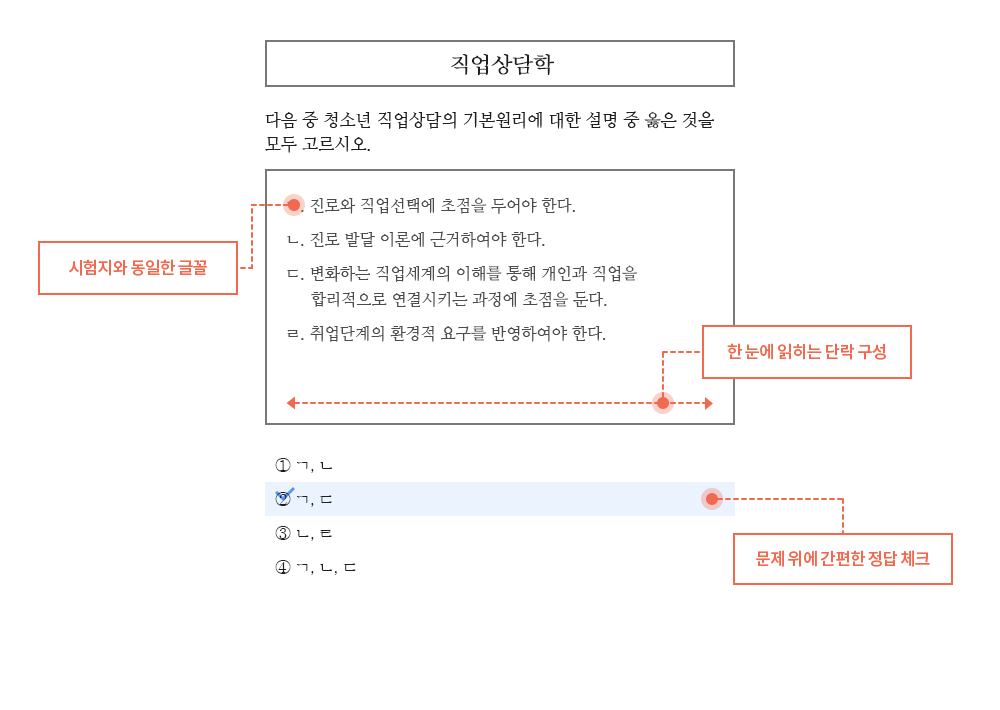 직업상담학
다음 중 청소년 직업상담의 기본원리에 대한 설명 중 옳은 것을
모두 고르시오.
. 진로와 직업선택에 초점을 두어야 한다.
ㄴ. 진로 발달 이론에 근거하여야 한다.
시험지와 동일한 글꼴
ㄷ. 변화하는 직업세계의 이해를 통해 개인과 직업을
합리적으로 연결시키는 과정에 초점을 둔다.
ㄹ. 취업단계의 환경적 요구를 반영하여야 한다.
한 눈에 읽히는 단락 구성
① ㄱ, ㄴ
② ㄱ, ㄷ
③ ㄴ, ㅌ
④ ㄱ, ㄴ, ㄷ
문제 위에 간편한 정답 체크